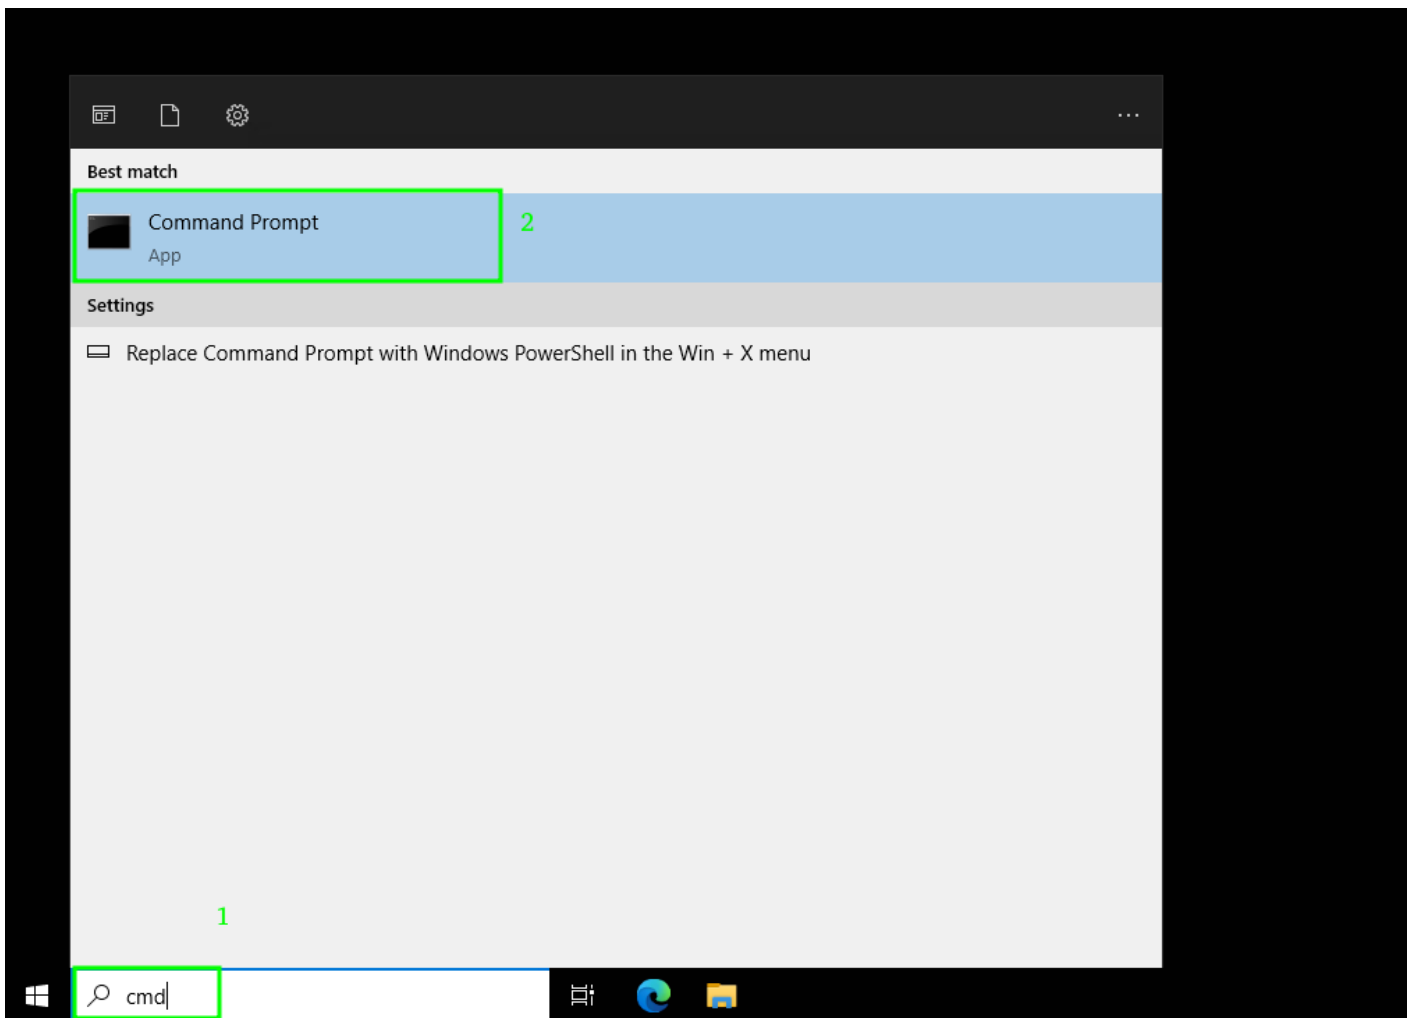 ...
Best match
Command Prompt
2
App
Settings
Replace Command Prompt with Windows PowerShell in the Win + X menu
1
cmd